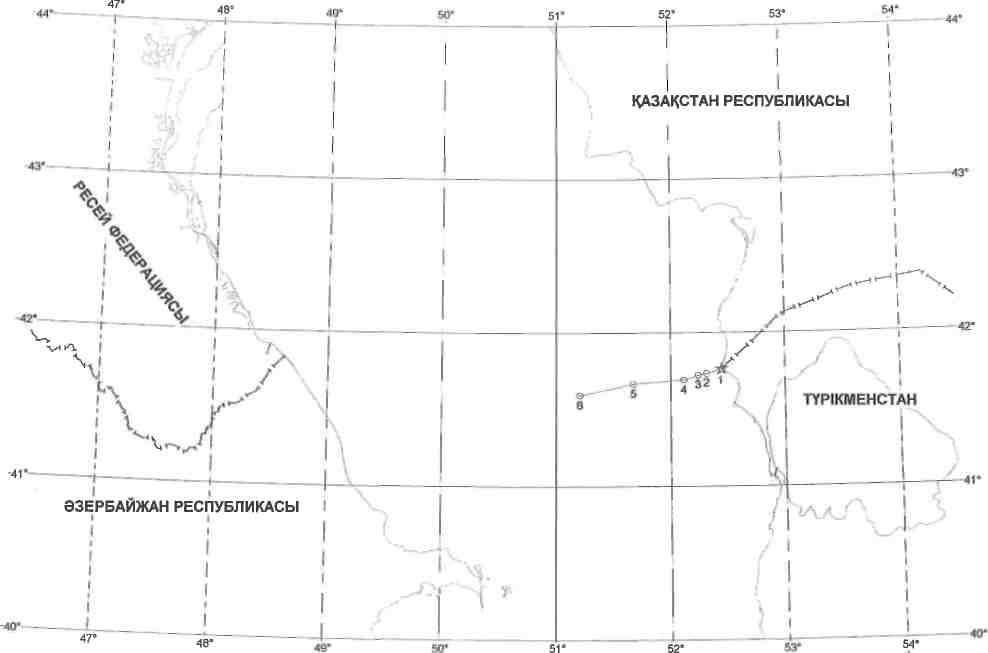 44° 47° 48° 49° 50° 51° 52° 53° 54° 44°
ҚАЗАҚСТАН РЕСПУБЛИКАСЫ
43° 43°
РЕСЕЙ ФЕДЕРАЦИЯСЫ
42° 42°
6 5 4 3 2 1
ТҮРІКМЕНСТАН
41° 41°
ӘЗЕРБАЙЖАН РЕСПУБЛИКАСЫ
40° 47° 48° 49° 50° 51° 52° 53° 54° 40°